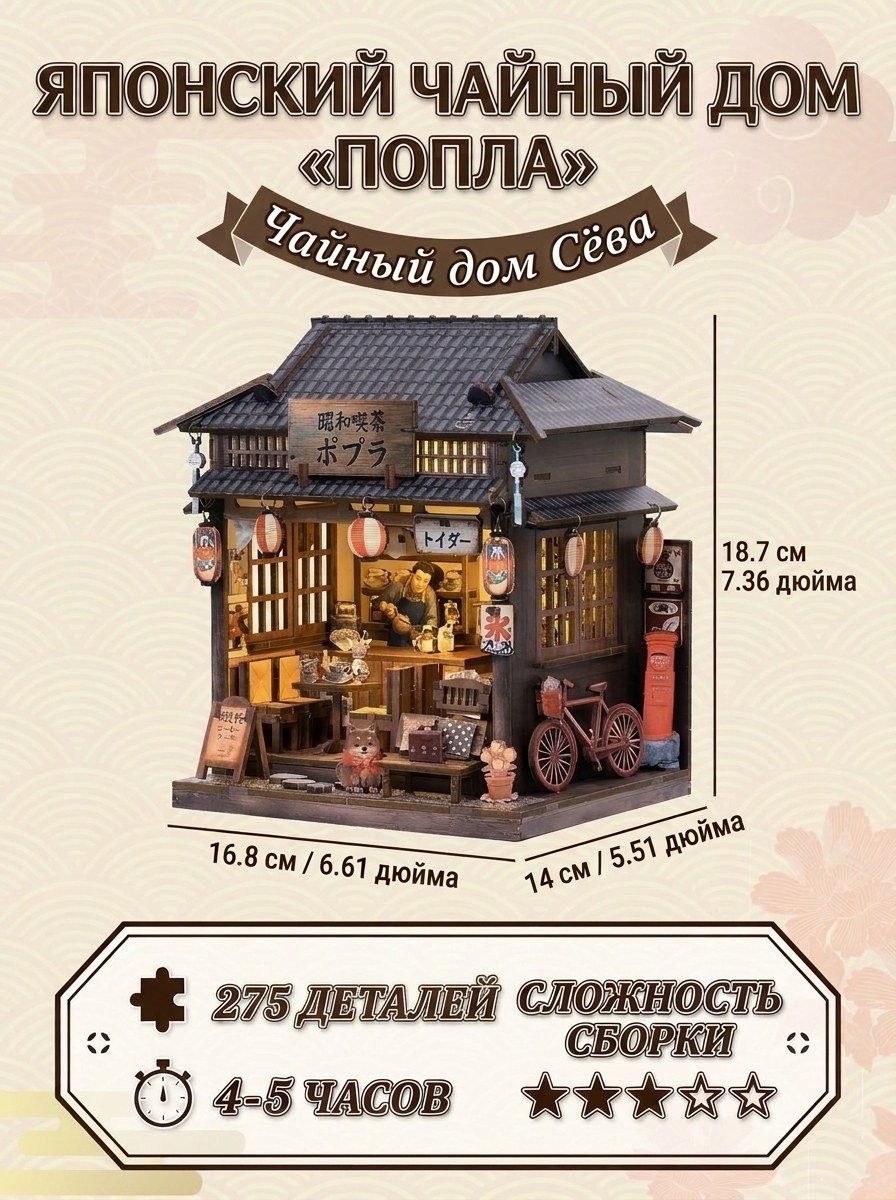 ЯПОНСКИЙ ЧАЙНЫЙ ДОМ
«ПОПЛА»
Чайный дом Сёва
昭和喫茶
ポプラ
トイダー
氷
18.7 см
7.36 дюйма
16.8 см / 6.61 дюйма
14 см / 5.51 дюйма
275 ДЕТАЛЕЙ
4-5 ЧАСОВ
СЛОЖНОСТЬ
СБОРКИ